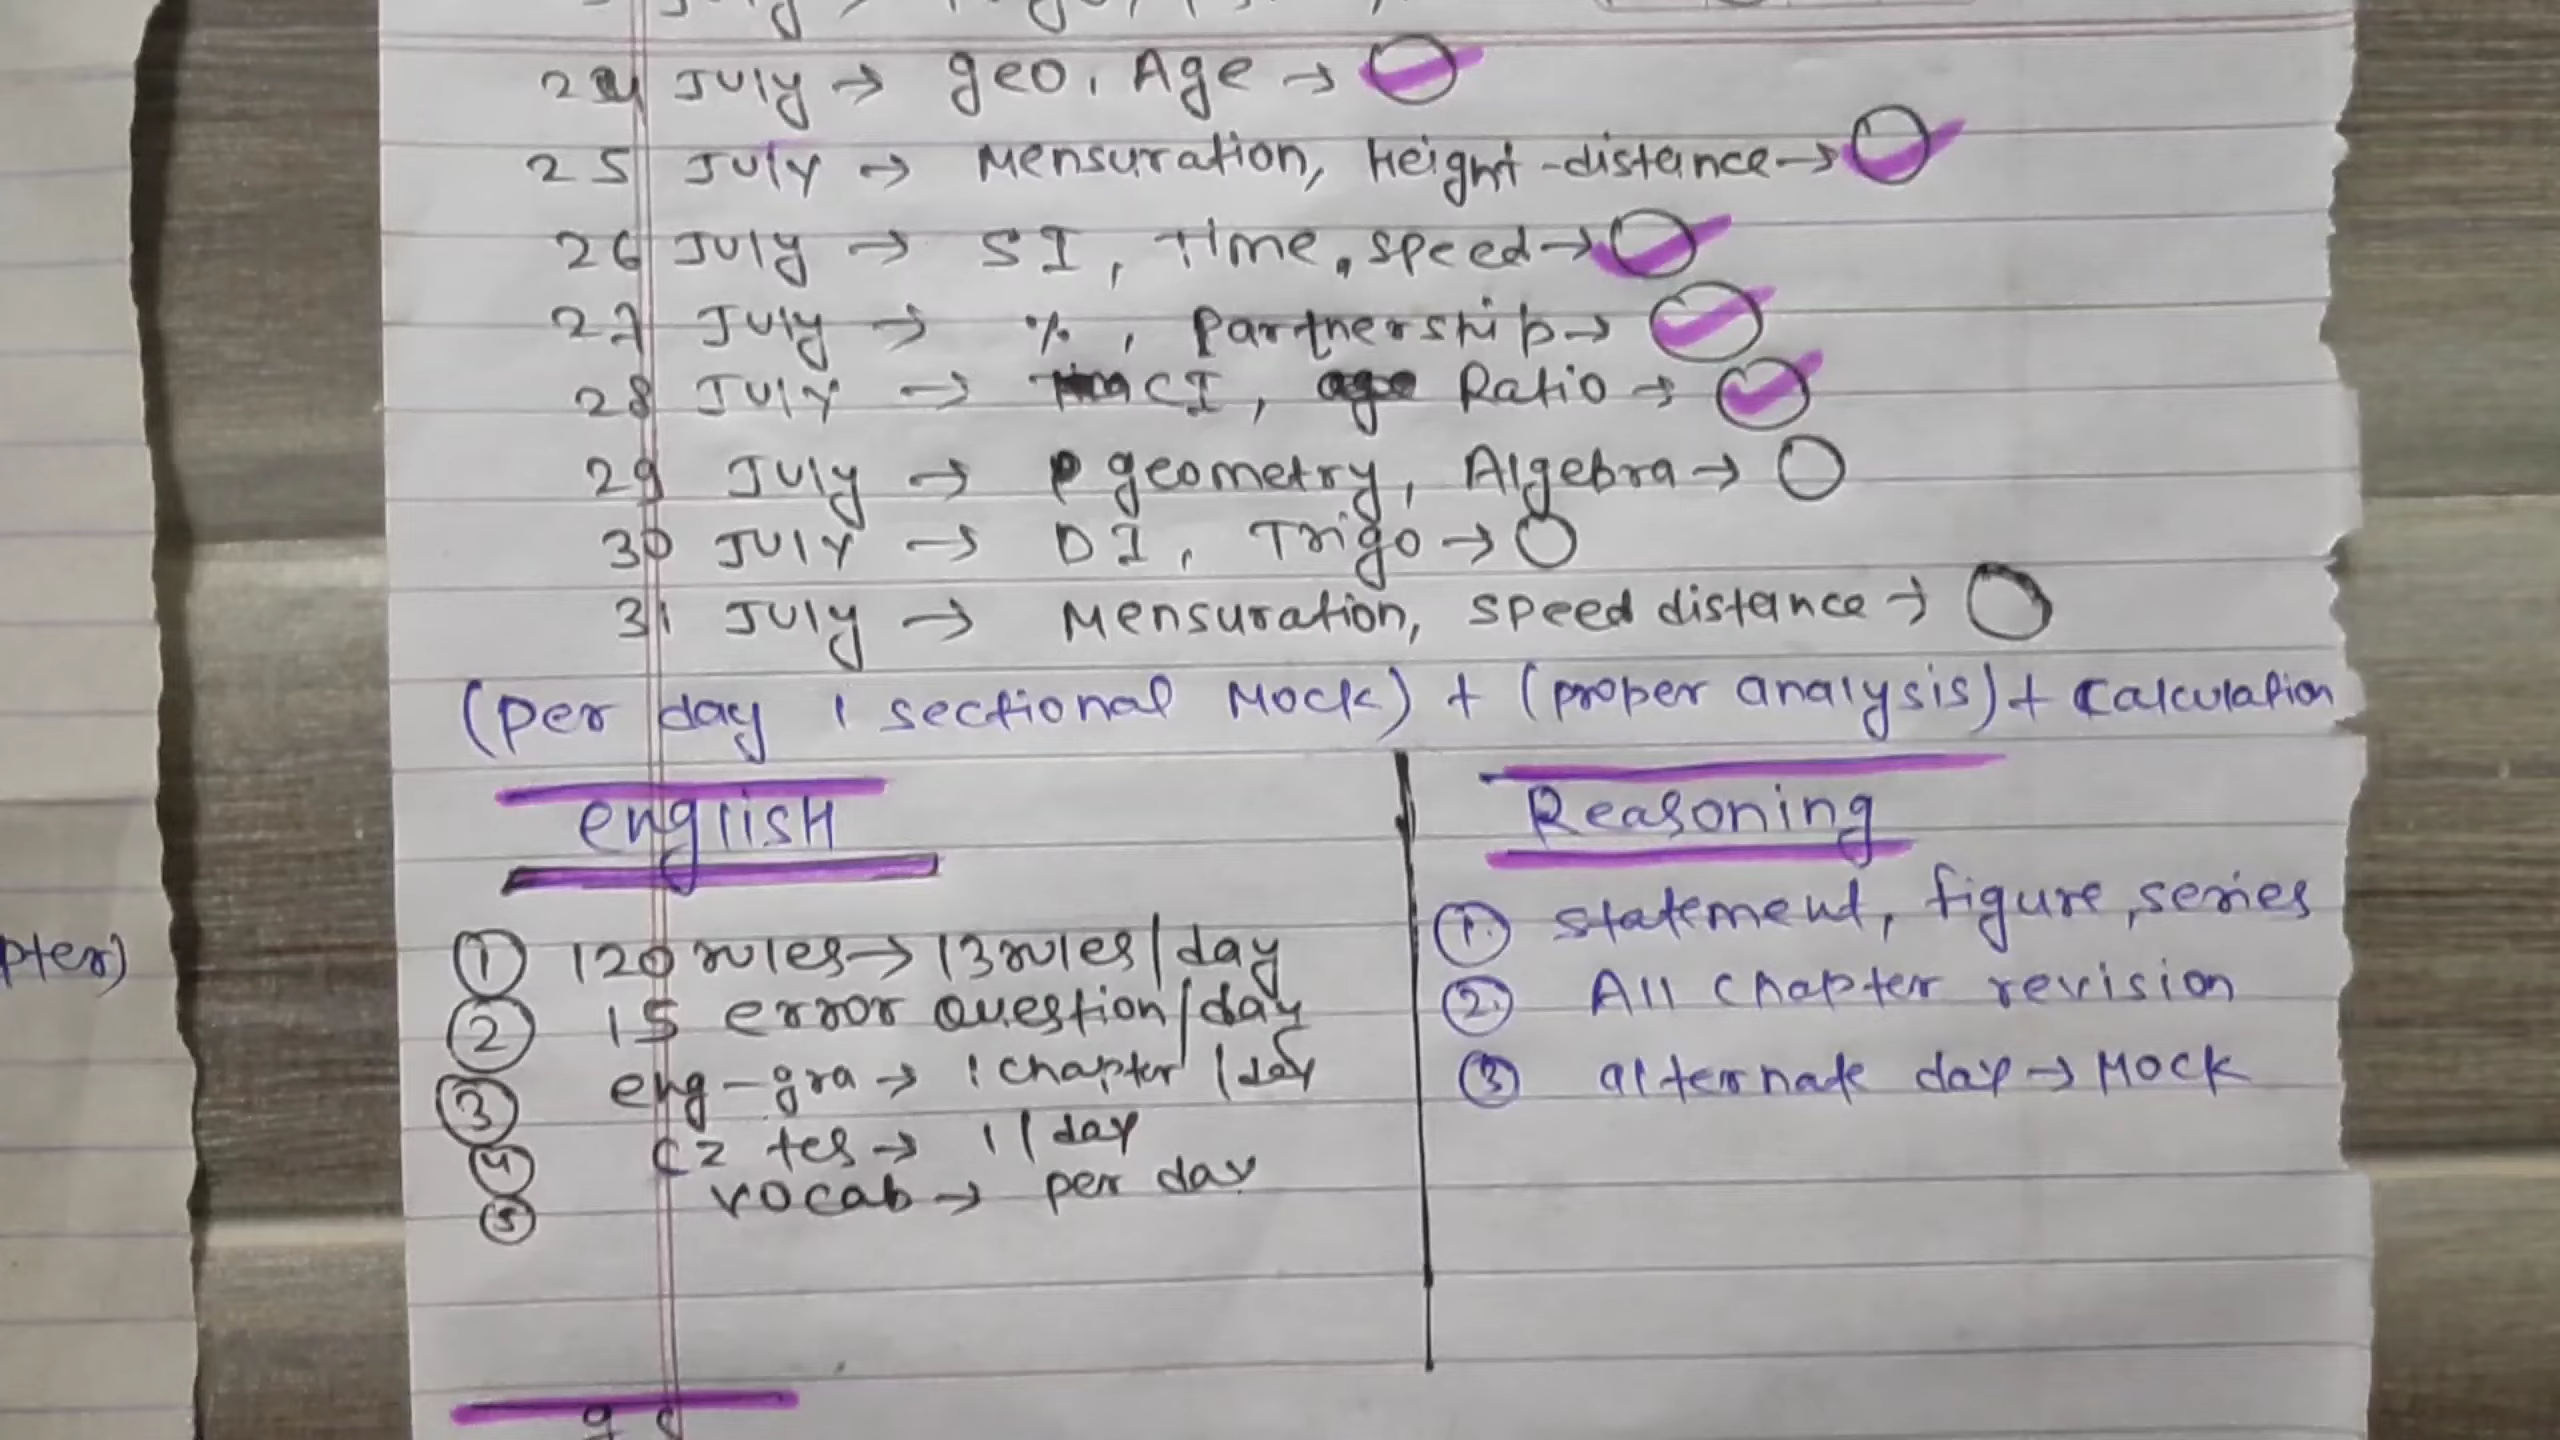 24 July → geo, Age →
25 July → Mensuration, Height-distance →
26 July → SI, Time, speed →
27 July → %, Partnership →
28 July → CI, Ratio →
29 July → geometry, Algebra →
30 July → DI, Trigo →
31 July → Mensuration, speed distance →
(per day 1 sectional Mock) + (proper analysis) + Calculation
english
① 120 rules → 13 rules/day
② 15 error question/day
③ eng-gra → 1 chapter/day
④ cz tes → 1/day
⑤ vocab → per day
Reasoning
①. statement, figure, series
②. All Chapter revision
③ alternate day → Mock
pter)